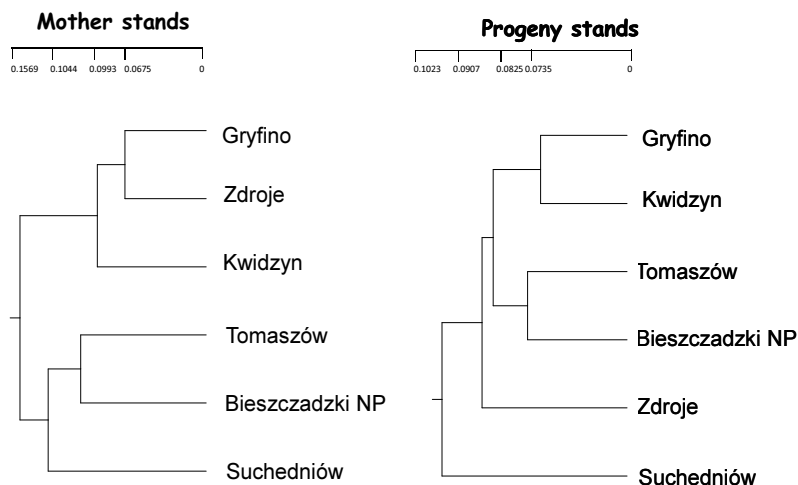 Mother stands
0.1569 0.1044 0.0993 0.0675 0
Gryfino
Zdroje
Kwidzyn
Tomaszów
Bieszczadzki NP
Suchedniów
Progeny stands
0.1023 0.0907 0.0825 0.0735 0
Gryfino
Kwidzyn
Tomaszów
Bieszczadzki NP
Zdroje
Suchedniów